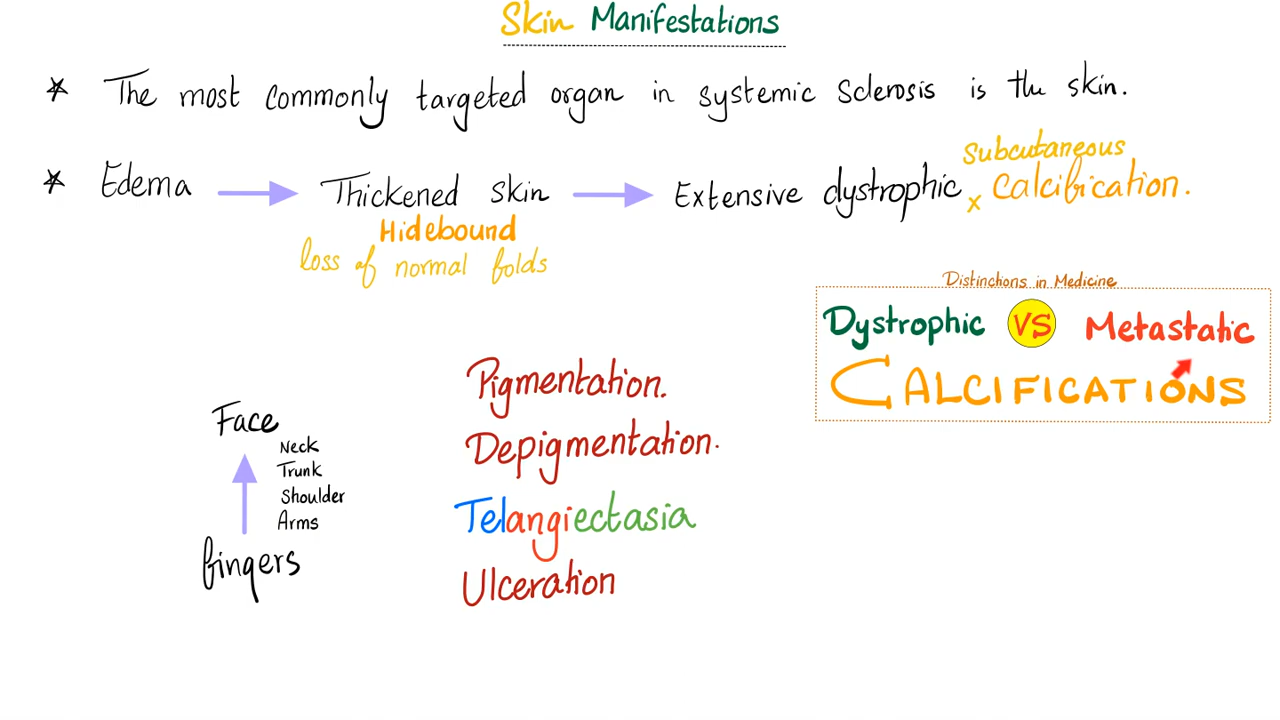 Skin Manifestations
* The most commonly targeted organ in systemic sclerosis is the skin.
* Edema → Thickened skin → Extensive dystrophic x subcutaneous calcification.
Hidebound
loss of normal folds
Distinctions in Medicine
Dystrophic VS Metastatic
CALCIFICATIONS
Face
Neck
Trunk
Shoulder
Arms
fingers
Pigmentation.
Depigmentation.
Telangiectasia
Ulceration